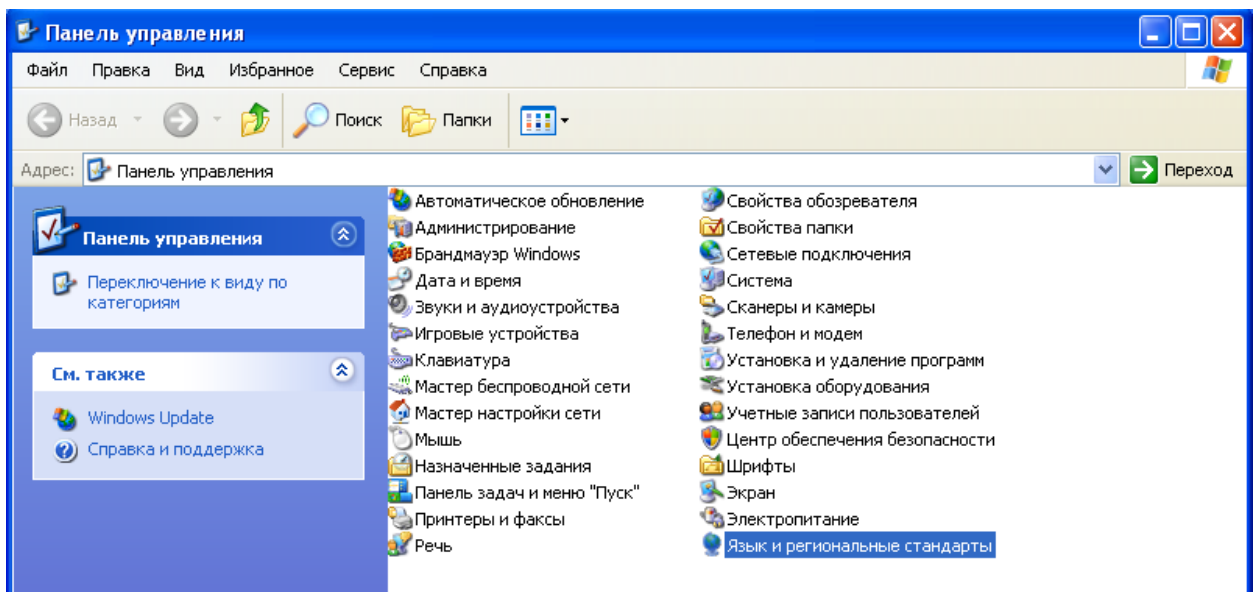 Панель управления
Файл Правка Вид Избранное Сервис Справка
Назад Поиск Папки
Адрес: Панель управления Переход
Панель управления
Переключение к виду по
категориям
См. также
Windows Update
Справка и поддержка
Автоматическое обновление
Администрирование
Брандмауэр Windows
Дата и время
Звуки и аудиоустройства
Игровые устройства
Клавиатура
Мастер беспроводной сети
Мастер настройки сети
Мышь
Назначенные задания
Панель задач и меню "Пуск"
Принтеры и факсы
Речь
Свойства обозревателя
Свойства папки
Сетевые подключения
Система
Сканеры и камеры
Телефон и модем
Установка и удаление программ
Установка оборудования
Учетные записи пользователей
Центр обеспечения безопасности
Шрифты
Экран
Электропитание
Язык и региональные стандарты